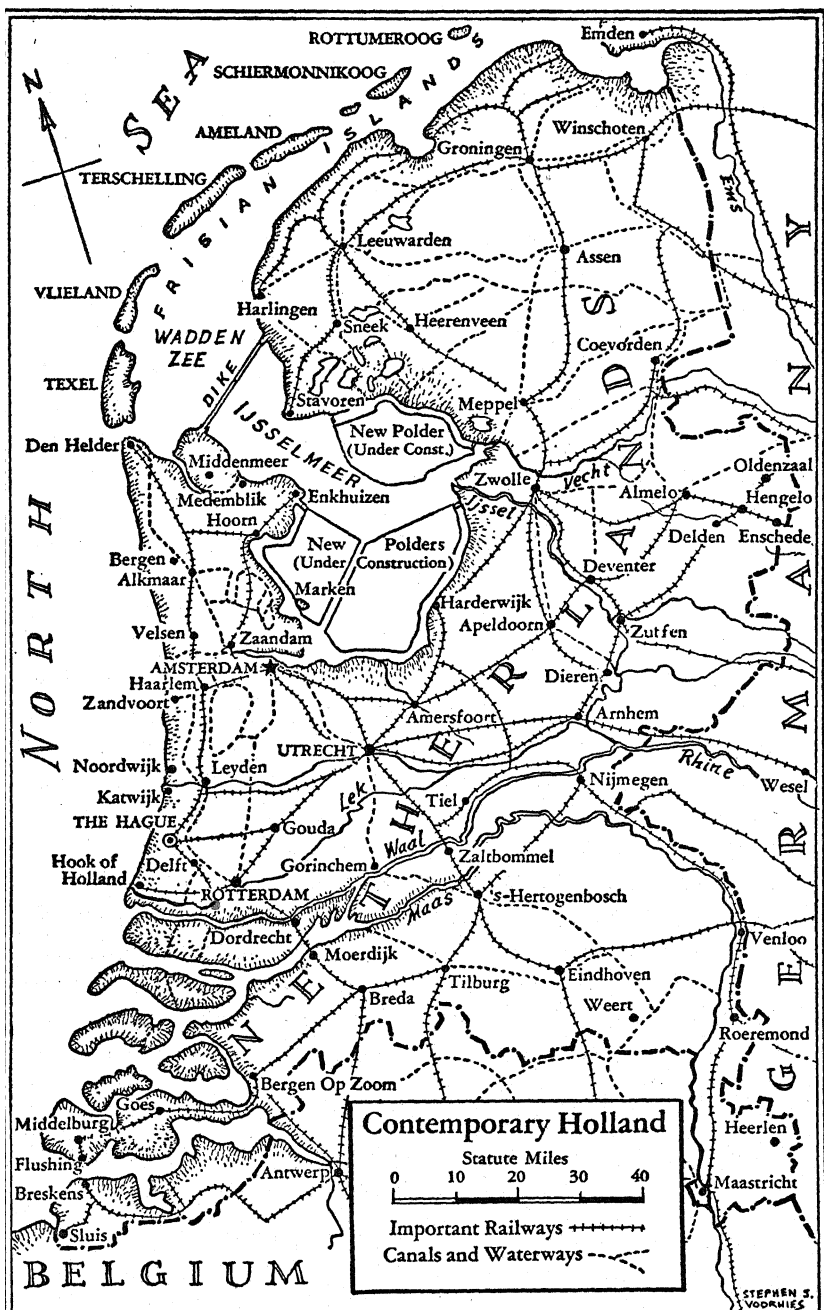 ROTTUMEROOG
Emden
SCHIERMONNIKOOG
N
NORTH SEA
AMELAND
Winschoten
Groningen
TERSCHELLING
FRISIAN ISLANDS
Ems
Leeuwarden
Assen
VLIELAND
Harlingen
WADDEN
ZEE
Sneek
Heerenveen
Coevorden
TEXEL
DIKE
Stavoren
Meppel
IJSSELMEER
New Polder
(Under Const.)
Den Helder
Middenmeer
Zwolle
Vecht
Oldenzaal
Medemblik
Enkhuizen
Almelo
Hengelo
Hoorn
Ijssel
Delden
Enschede
New Polders
(Under Construction)
Bergen
Alkmaar
Deventer
Marken
Harderwijk
Velsen
Zaandam
Apeldoorn
Zutfen
AMSTERDAM
Haarlem
Dieren
Zandvoort
Amersfoort
Arnhem
UTRECHT
Noordwijk
Leyden
Rhine
Wesel
Katwijk
Lek
Tiel
Nijmegen
THE HAGUE
Gouda
Waal
Hook of
Holland
Delft
Gorinchem
Zaltbommel
ROTTERDAM
's-Hertogenbosch
Maas
Dordrecht
Venloo
Moerdijk
Eindhoven
Tilburg
Breda
Weert
Roeremond
NETHERLANDS
GERMANY
Bergen Op Zoom
Goes
Middelburg
Flushing
Heerlen
Antwerp
Breskens
Maastricht
Sluis
BELGIUM
Contemporary Holland
Statute Miles
0 10 20 30 40
Important Railways
Canals and Waterways
STEPHEN S.
VOORHIES